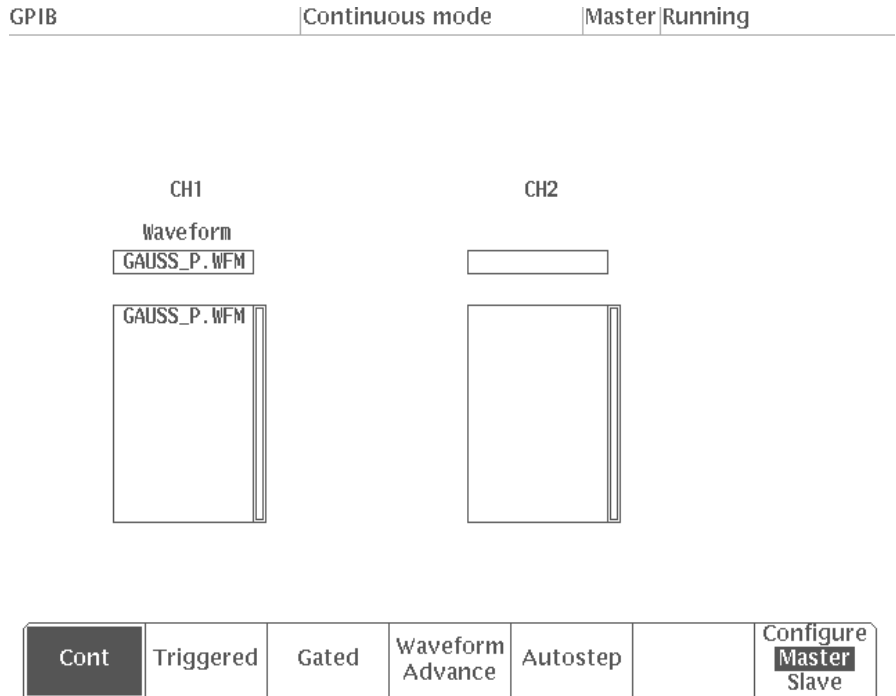 GPIB Continuous mode Master Running
CH1 CH2
Waveform
GAUSS_P.WFM
GAUSS_P.WFM
Cont Triggered Gated Waveform Advance Autostep Configure Master Slave